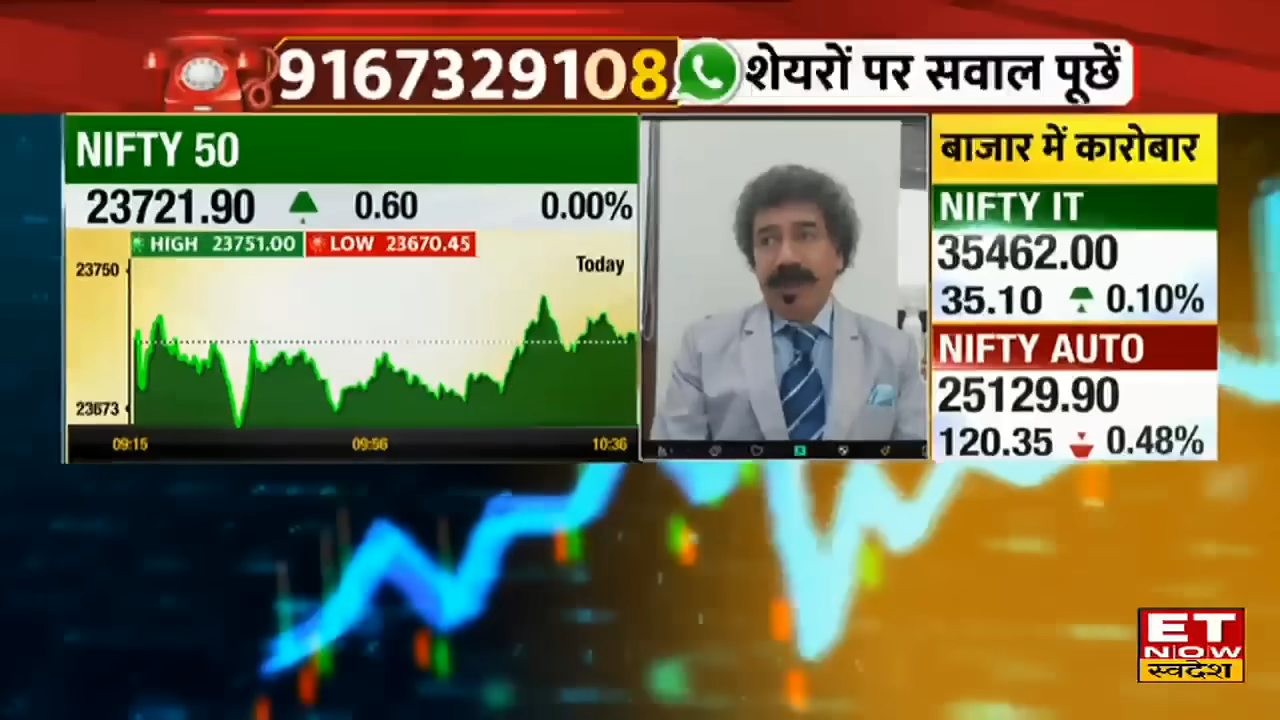 9167329108 शेयरों पर सवाल पूछें
NIFTY 50
23721.90 0.60 0.00%
HIGH 23751.00 LOW 23670.45
Today
23750
23673
09:15 09:56 10:36
बाजार में कारोबार
NIFTY IT
35462.00
35.10 0.10%
NIFTY AUTO
25129.90
120.35 0.48%
ET
NOW
स्वदेश